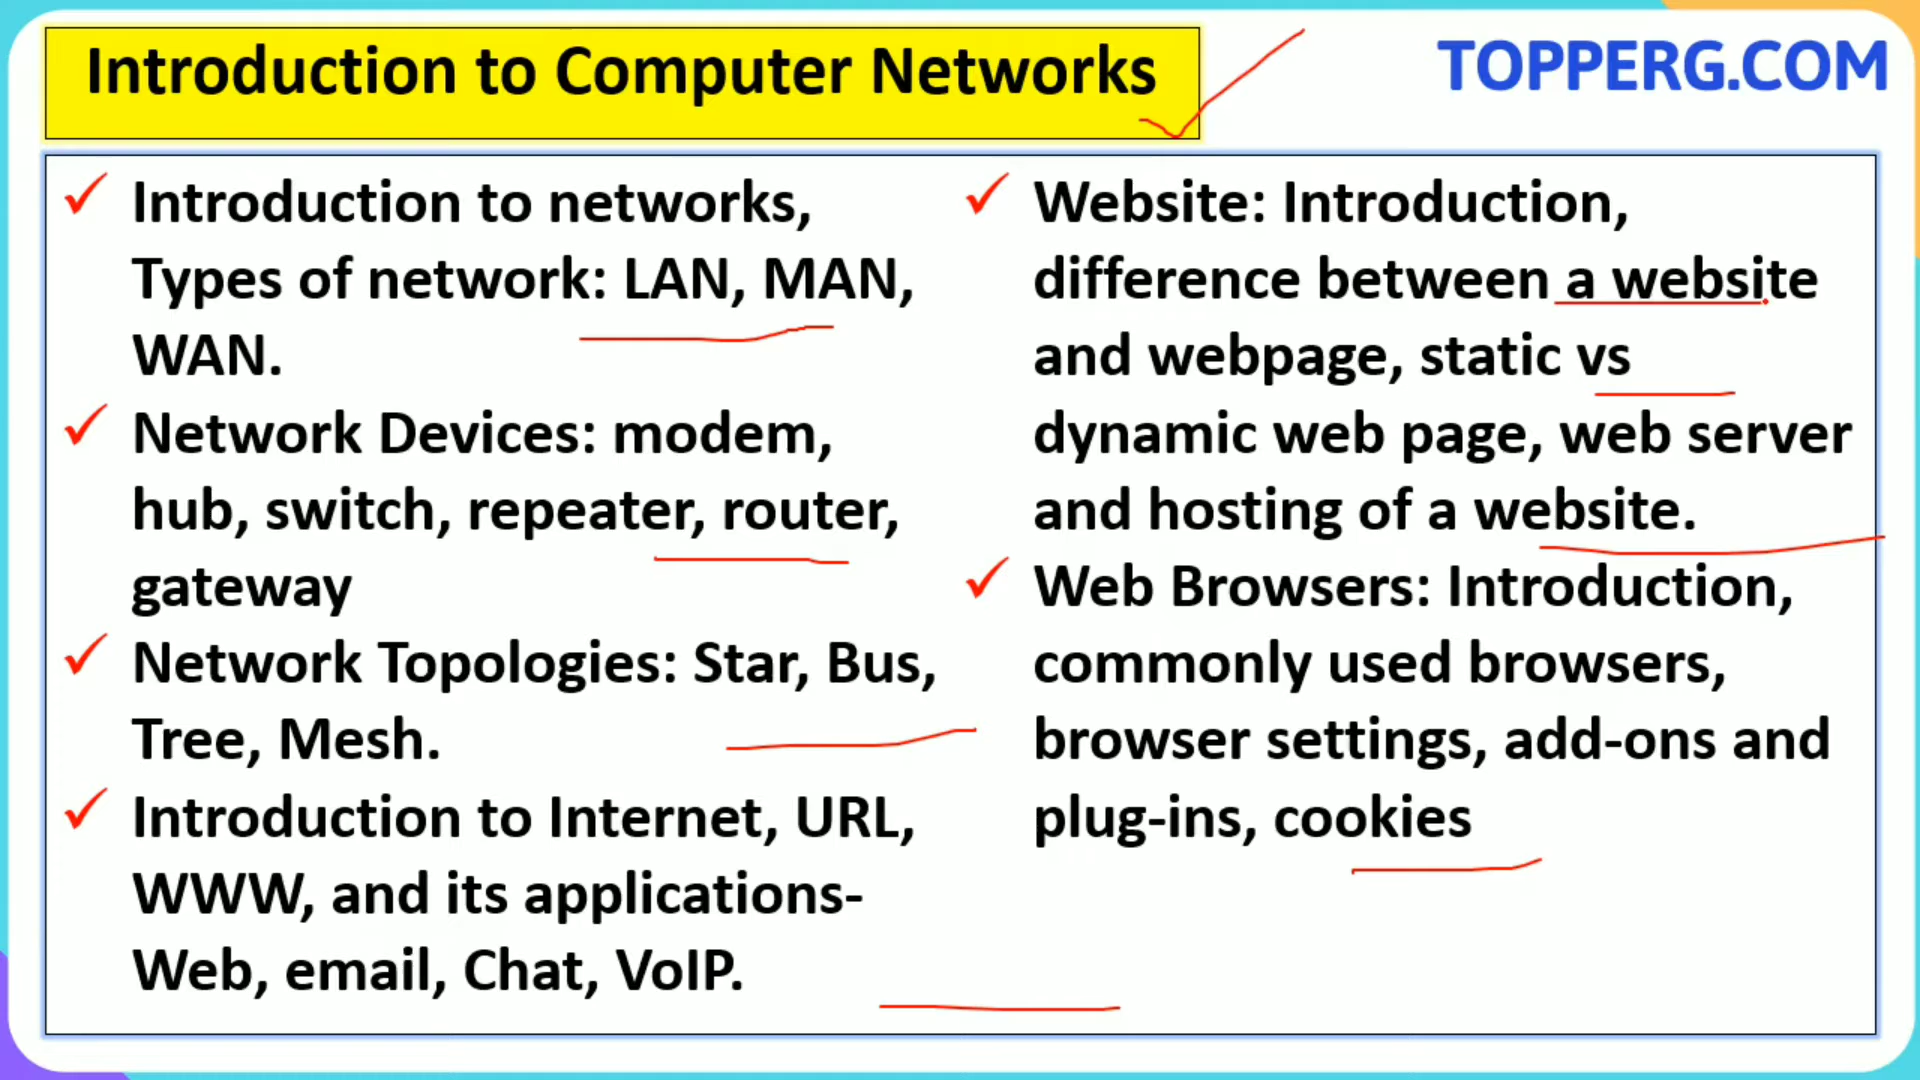 Introduction to Computer Networks
TOPPERG.COM
Introduction to networks,
Types of network: LAN, MAN,
WAN.
Network Devices: modem,
hub, switch, repeater, router,
gateway
Network Topologies: Star, Bus,
Tree, Mesh.
Introduction to Internet, URL,
WWW, and its applications-
Web, email, Chat, VoIP.
Website: Introduction,
difference between a website
and webpage, static vs
dynamic web page, web server
and hosting of a website.
Web Browsers: Introduction,
commonly used browsers,
browser settings, add-ons and
plug-ins, cookies